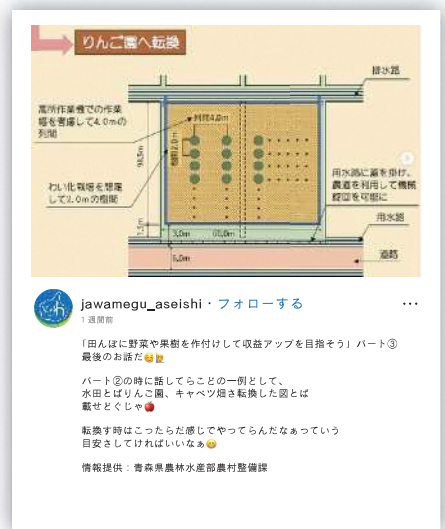 りんご園へ転換
排水路
高所作業機での作業
幅を考慮して4.0mの
列間
列間4.0m
樹間2.0m
98.5m
わい化栽培を想定
して2.0mの樹間
用水路に蓋を掛け、
農道を利用して機械
旋回を可能に
用水路
1.5m
3.0m
60.0m
道路
5.0m
jawamegu_aseishi・フォローする
1週間前
「田んぼに野菜や果樹を作付けして収益アップを目指そう」パート③
最後のお話だ😄🙋
パート②の時に話してらことの一例として、
水田とばりんご園、キャベツ畑さ転換した図とば
載せどぐじゃ🍎
転換す時はこったらだ感じでやってらんだなぁっていう
目安さしてければいいなぁ😄
情報提供：青森県農林水産部農村整備課